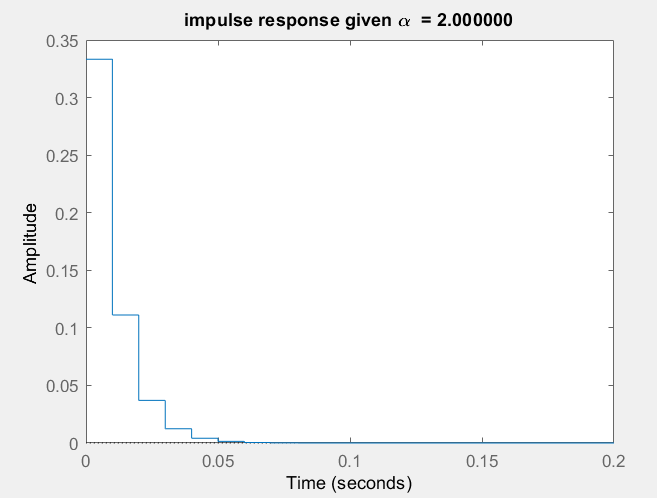 impulse response given α = 2.000000
0.35
0.3
0.25
0.2
0.15
0.1
0.05
0
Amplitude
0 0.05 0.1 0.15 0.2
Time (seconds)